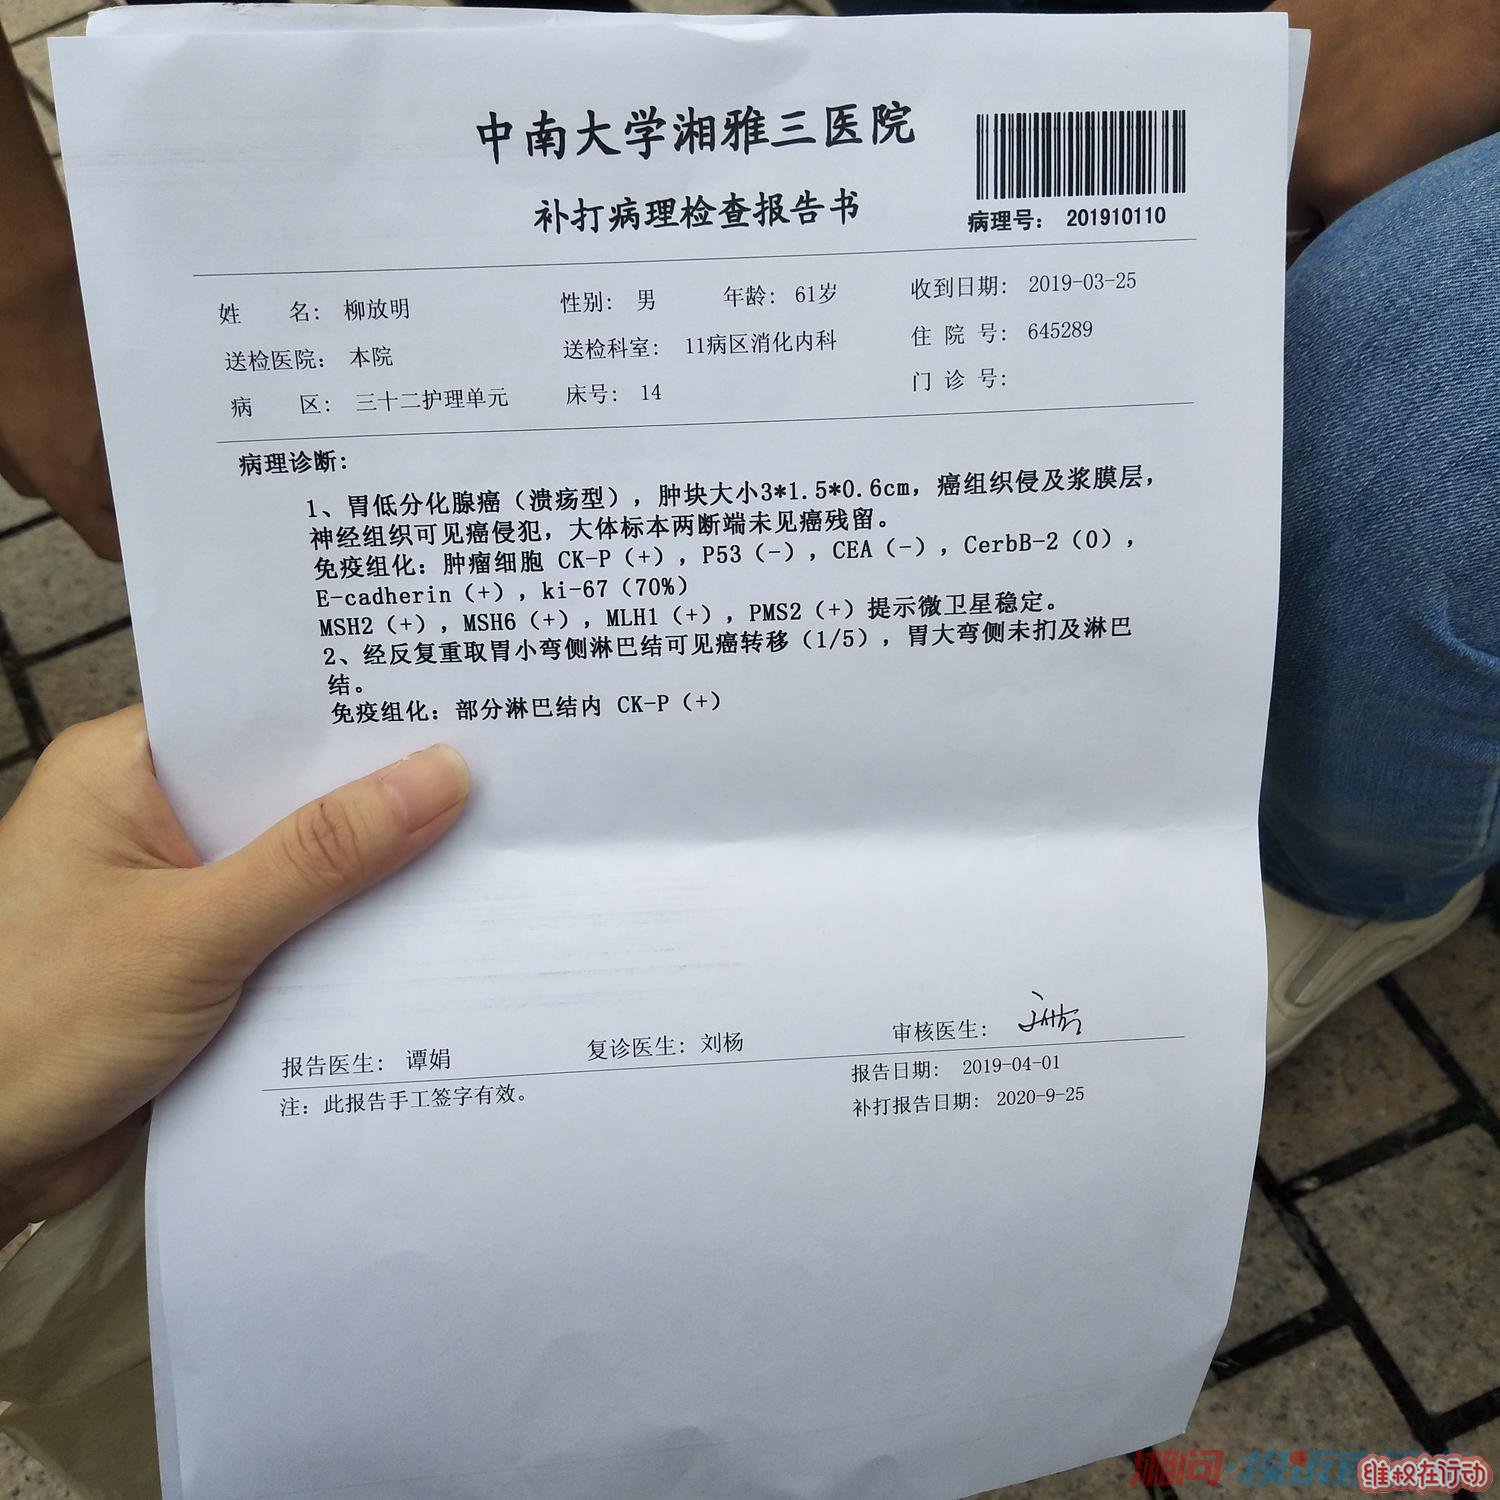 中南大学湘雅三医院
补打病理检查报告书
病理号： 201910110
姓 名： 柳放明 性别： 男 年龄： 61岁 收到日期： 2019-03-25
送检医院： 本院 送检科室： 11病区消化内科 住 院 号： 645289
病 区： 三十二护理单元 床号： 14 门 诊 号：
病理诊断：
1、胃低分化腺癌（溃疡型），肿块大小3*1.5*0.6cm，癌组织侵及浆膜层，
神经组织可见癌侵犯，大体标本两断端未见癌残留。
免疫组化：肿瘤细胞 CK-P（+），P53（-），CEA（-），CerbB-2（0），
E-cadherin（+），ki-67（70%）
MSH2（+），MSH6（+），MLH1（+），PMS2（+）提示微卫星稳定。
2、经反复重取胃小弯侧淋巴结可见癌转移（1/5），胃大弯侧未扪及淋巴
结。
免疫组化：部分淋巴结内 CK-P（+）
报告医生： 谭娟 复诊医生：刘杨 审核医生：
注：此报告手工签字有效。 报告日期： 2019-04-01
补打报告日期： 2020-9-25
湘问·投诉
维权在行动